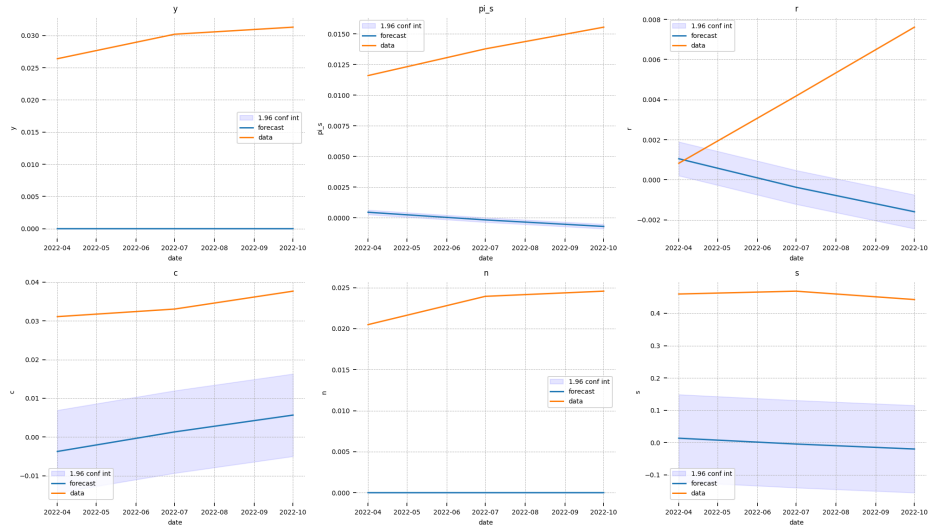 y
0.030
0.025
0.020
0.015
0.010
0.005
0.000
y
1.96 conf int
forecast
data
2022-04 2022-05 2022-06 2022-07 2022-08 2022-09 2022-10
date
pi_s
0.0150
0.0125
0.0100
0.0075
0.0050
0.0025
0.0000
pi_s
1.96 conf int
forecast
data
2022-04 2022-05 2022-06 2022-07 2022-08 2022-09 2022-10
date
r
0.008
0.006
0.004
0.002
0.000
−0.002
r
1.96 conf int
forecast
data
2022-04 2022-05 2022-06 2022-07 2022-08 2022-09 2022-10
date
c
0.04
0.03
0.02
0.01
0.00
−0.01
c
1.96 conf int
forecast
data
2022-04 2022-05 2022-06 2022-07 2022-08 2022-09 2022-10
date
n
0.025
0.020
0.015
0.010
0.005
0.000
n
1.96 conf int
forecast
data
2022-04 2022-05 2022-06 2022-07 2022-08 2022-09 2022-10
date
s
0.4
0.3
0.2
0.1
0.0
−0.1
s
1.96 conf int
forecast
data
2022-04 2022-05 2022-06 2022-07 2022-08 2022-09 2022-10
date